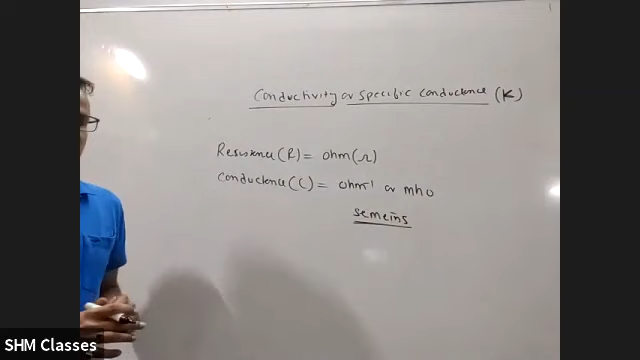 Conductivity or specific conductance (K)
Resistance (R) = ohm (Ω)
Conductance (C) = ohm⁻¹ or mho
semeins
SHM Classes